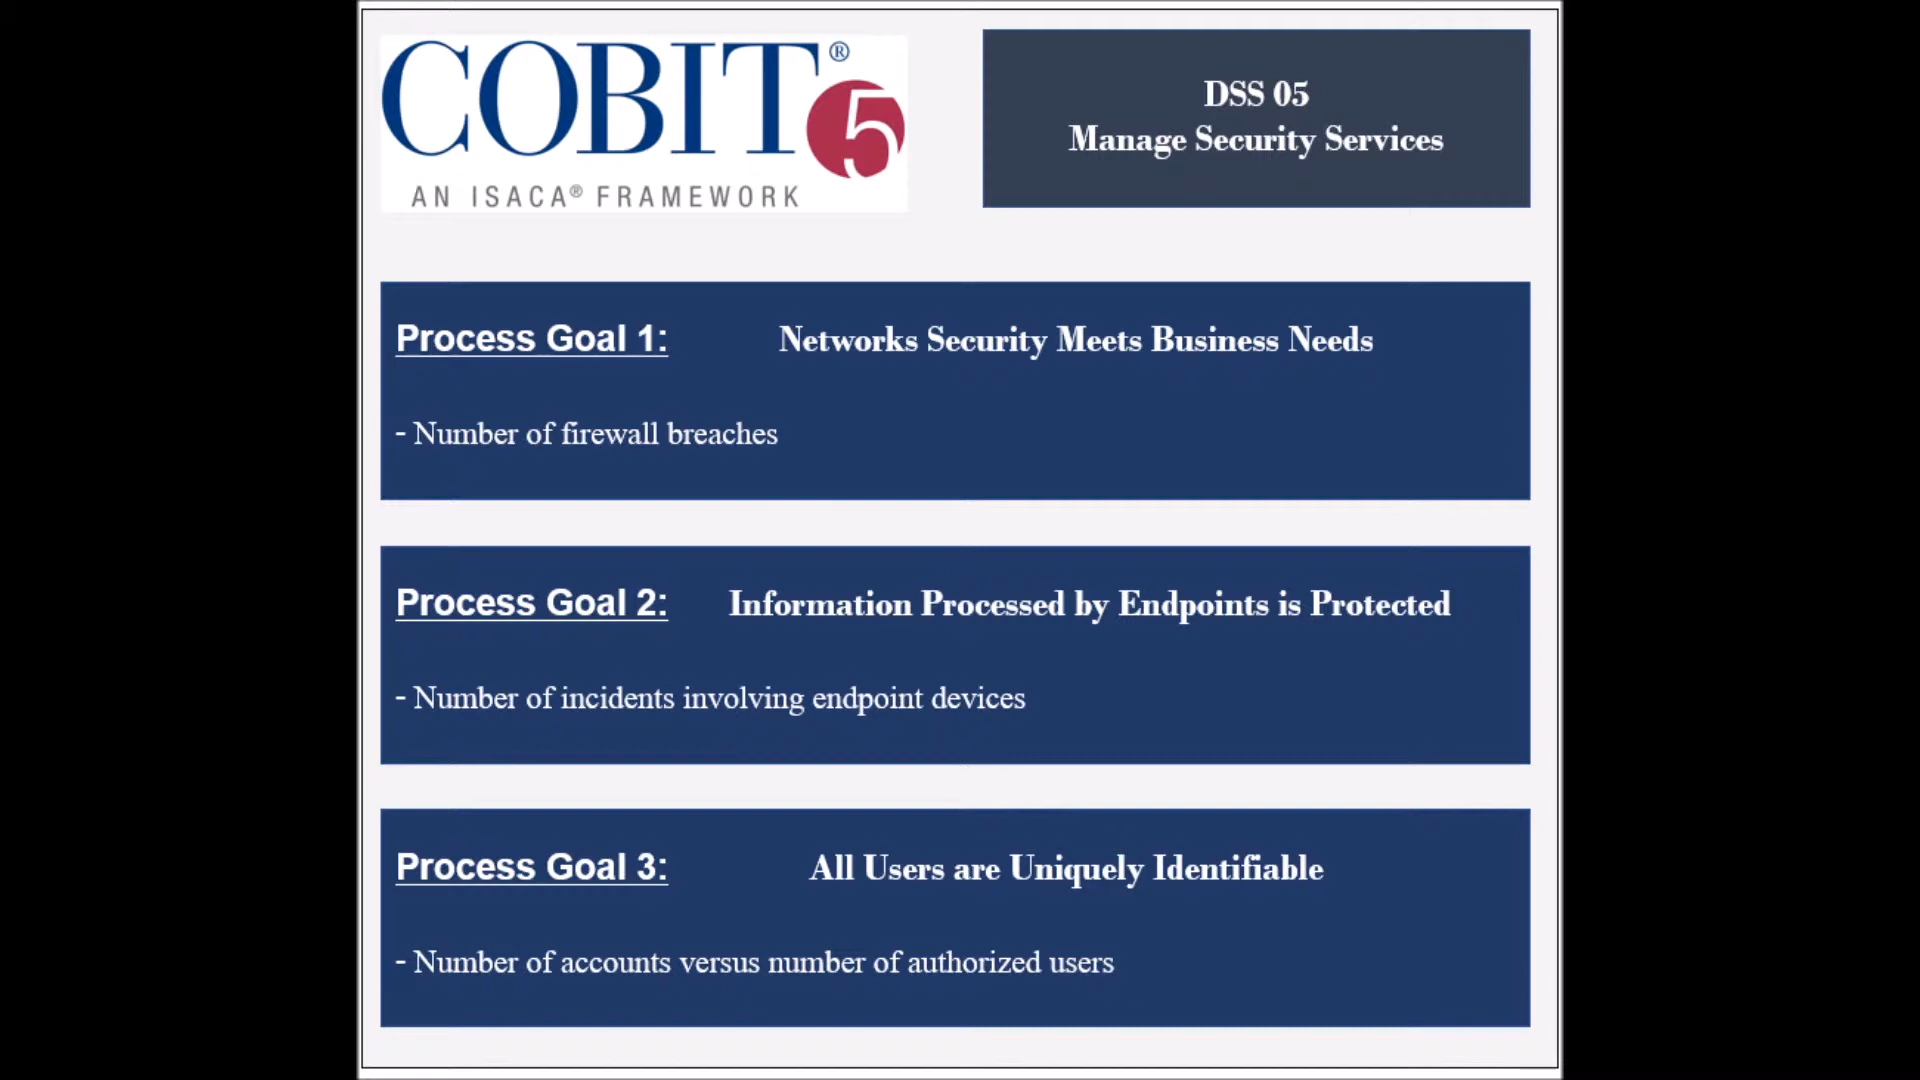 COBIT® 5
AN ISACA® FRAMEWORK
DSS 05
Manage Security Services
Process Goal 1: Networks Security Meets Business Needs
- Number of firewall breaches
Process Goal 2: Information Processed by Endpoints is Protected
- Number of incidents involving endpoint devices
Process Goal 3: All Users are Uniquely Identifiable
- Number of accounts versus number of authorized users